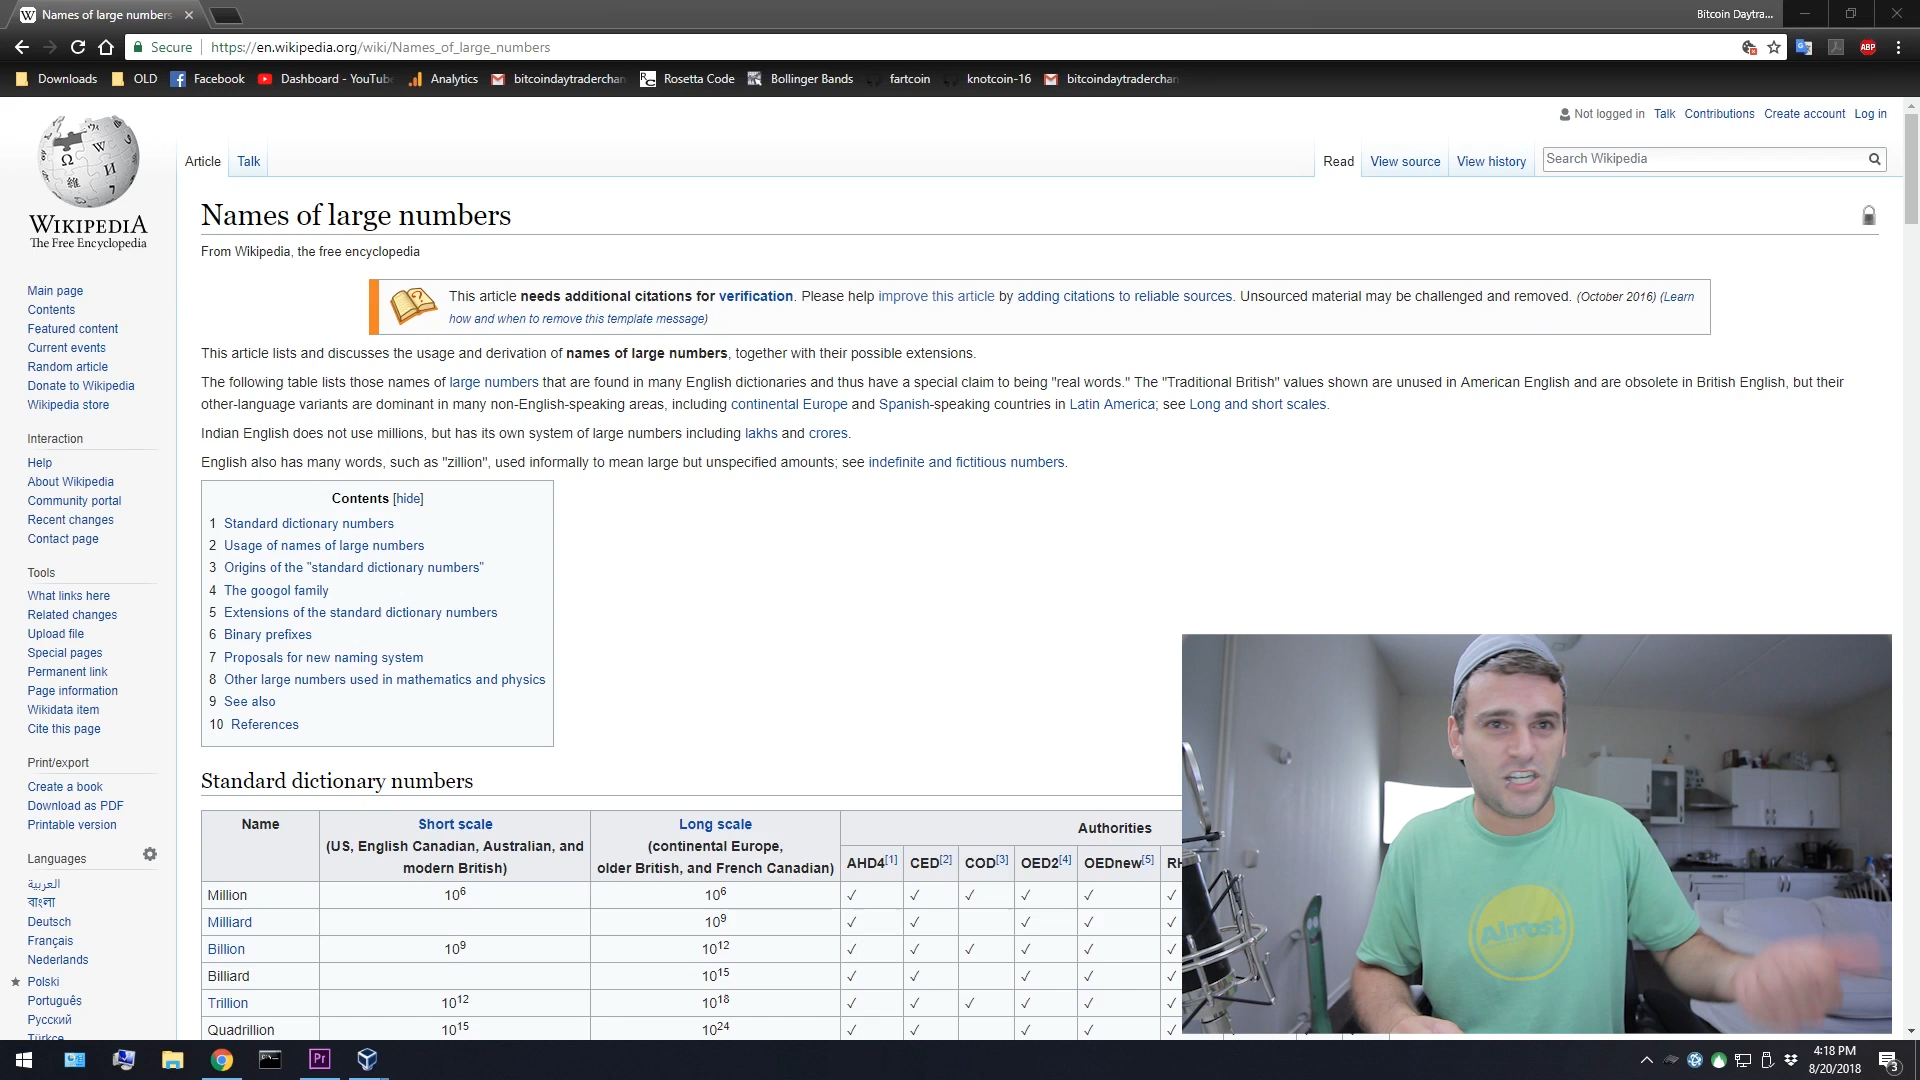 Names of large numbers
Bitcoin Daytra...
Secure
https://en.wikipedia.org/wiki/Names_of_large_numbers
ABP
Downloads OLD Facebook Dashboard - YouTube Analytics bitcoindaytraderchan Rosetta Code Bollinger Bands fartcoin knotcoin-16 bitcoindaytraderchan
Not logged in Talk Contributions Create account Log in
Article Talk
Read View source View history Search Wikipedia
WIKIPEDIA
The Free Encyclopedia
Main page
Contents
Featured content
Current events
Random article
Donate to Wikipedia
Wikipedia store
Interaction
Help
About Wikipedia
Community portal
Recent changes
Contact page
Tools
What links here
Related changes
Upload file
Special pages
Permanent link
Page information
Wikidata item
Cite this page
Print/export
Create a book
Download as PDF
Printable version
Languages
العربية
বাংলা
Deutsch
Français
Nederlands
Polski
Português
Русский
Türkçe
Names of large numbers
From Wikipedia, the free encyclopedia
This article needs additional citations for verification. Please help improve this article by adding citations to reliable sources. Unsourced material may be challenged and removed. (October 2016) (Learn
how and when to remove this template message)
This article lists and discusses the usage and derivation of names of large numbers, together with their possible extensions.
The following table lists those names of large numbers that are found in many English dictionaries and thus have a special claim to being "real words." The "Traditional British" values shown are unused in American English and are obsolete in British English, but their
other-language variants are dominant in many non-English-speaking areas, including continental Europe and Spanish-speaking countries in Latin America; see Long and short scales.
Indian English does not use millions, but has its own system of large numbers including lakhs and crores.
English also has many words, such as "zillion", used informally to mean large but unspecified amounts; see indefinite and fictitious numbers.
Contents [hide]
1 Standard dictionary numbers
2 Usage of names of large numbers
3 Origins of the "standard dictionary numbers"
4 The googol family
5 Extensions of the standard dictionary numbers
6 Binary prefixes
7 Proposals for new naming system
8 Other large numbers used in mathematics and physics
9 See also
10 References
Standard dictionary numbers
Name
Short scale
(US, English Canadian, Australian, and
modern British)
Long scale
(continental Europe,
older British, and French Canadian)
Authorities
AHD4[1] CED[2] COD[3] OED2[4] OEDnew[5] RH
Million 10⁶ 10⁶ ✓ ✓ ✓ ✓ ✓ ✓
Milliard 10⁹ ✓ ✓ ✓ ✓ ✓
Billion 10⁹ 10¹² ✓ ✓ ✓ ✓ ✓ ✓
Billiard 10¹⁵ ✓ ✓ ✓ ✓ ✓
Trillion 10¹² 10¹⁸ ✓ ✓ ✓ ✓ ✓ ✓
Quadrillion 10¹⁵ 10²⁴ ✓ ✓ ✓ ✓ ✓
Almost
Pr
4:18 PM
8/20/2018
3